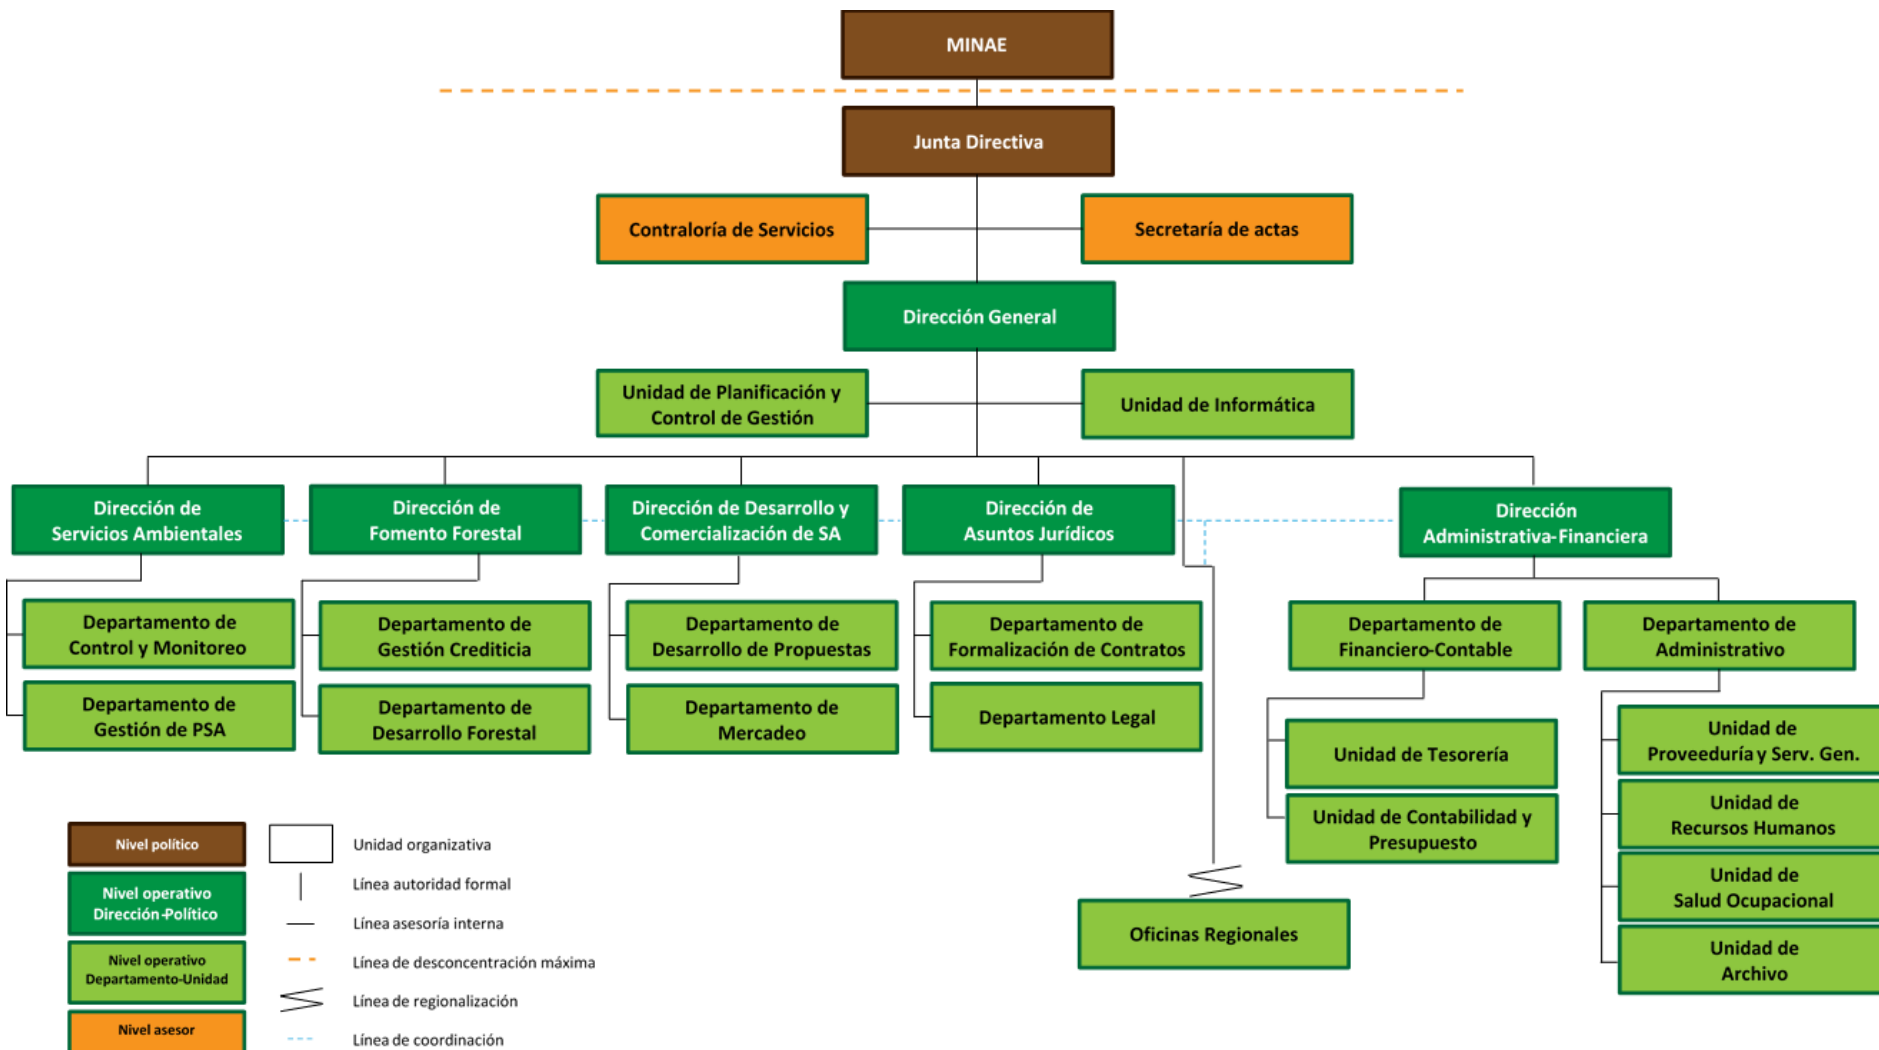 MINAE
Junta Directiva
Contraloría de Servicios
Secretaría de actas
Dirección General
Unidad de Planificación y
Control de Gestión
Unidad de Informática
Dirección de
Servicios Ambientales
Dirección de
Fomento Forestal
Dirección de Desarrollo y
Comercialización de SA
Dirección de
Asuntos Jurídicos
Dirección
Administrativa-Financiera
Departamento de
Control y Monitoreo
Departamento de
Gestión Crediticia
Departamento de
Desarrollo de Propuestas
Departamento de
Formalización de Contratos
Departamento de
Financiero-Contable
Departamento de
Administrativo
Departamento de
Gestión de PSA
Departamento de
Desarrollo Forestal
Departamento de
Mercadeo
Departamento Legal
Unidad de Tesorería
Unidad de
Proveeduría y Serv. Gen.
Unidad de Contabilidad y
Presupuesto
Unidad de
Recursos Humanos
Unidad de
Salud Ocupacional
Unidad de
Archivo
Oficinas Regionales
Nivel político
Nivel operativo
Dirección-Político
Nivel operativo
Departamento-Unidad
Nivel asesor
Unidad organizativa
Línea autoridad formal
Línea asesoría interna
Línea de desconcentración máxima
Línea de regionalización
Línea de coordinación